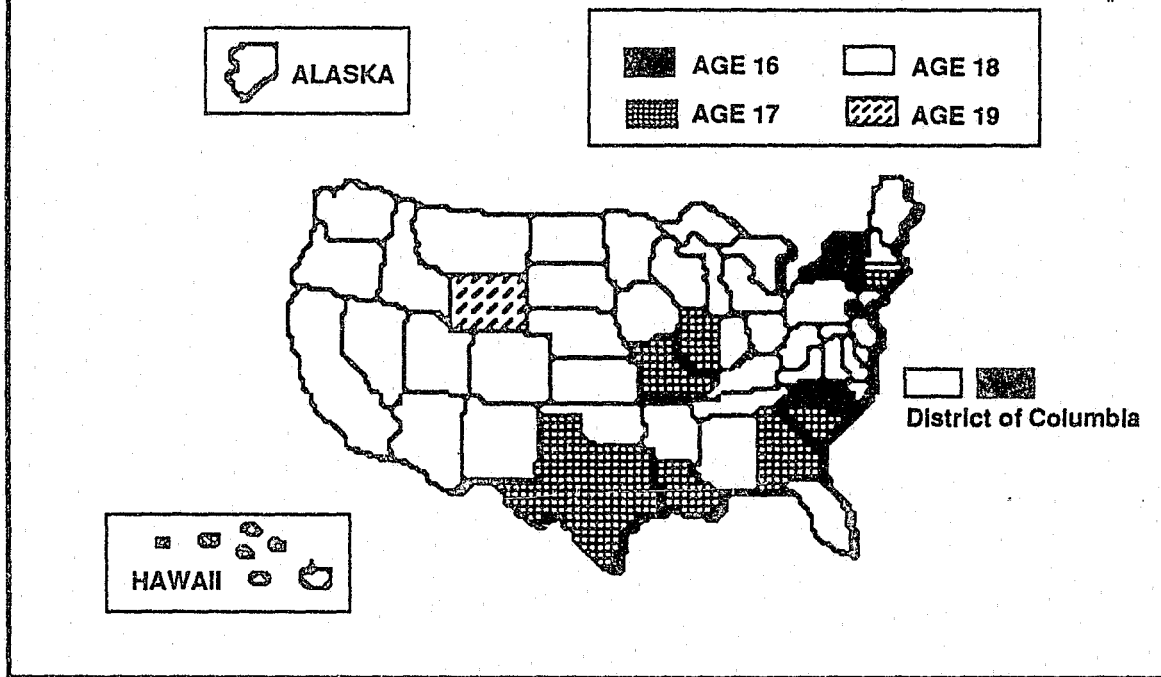 ALASKA
AGE 16
AGE 18
AGE 17
AGE 19
District of Columbia
HAWAII